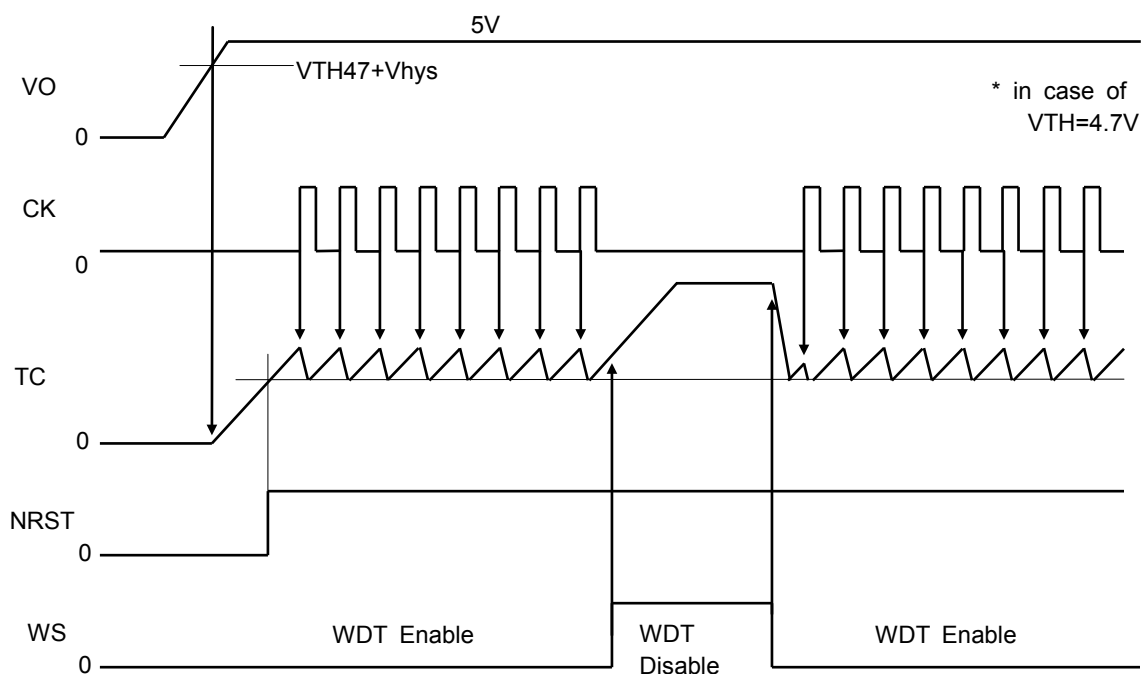 5V
VTH47+Vhys
VO
* in case of
VTH=4.7V
0
CK
0
TC
0
NRST
0
WS
WDT Enable
WDT
Disable
WDT Enable
0